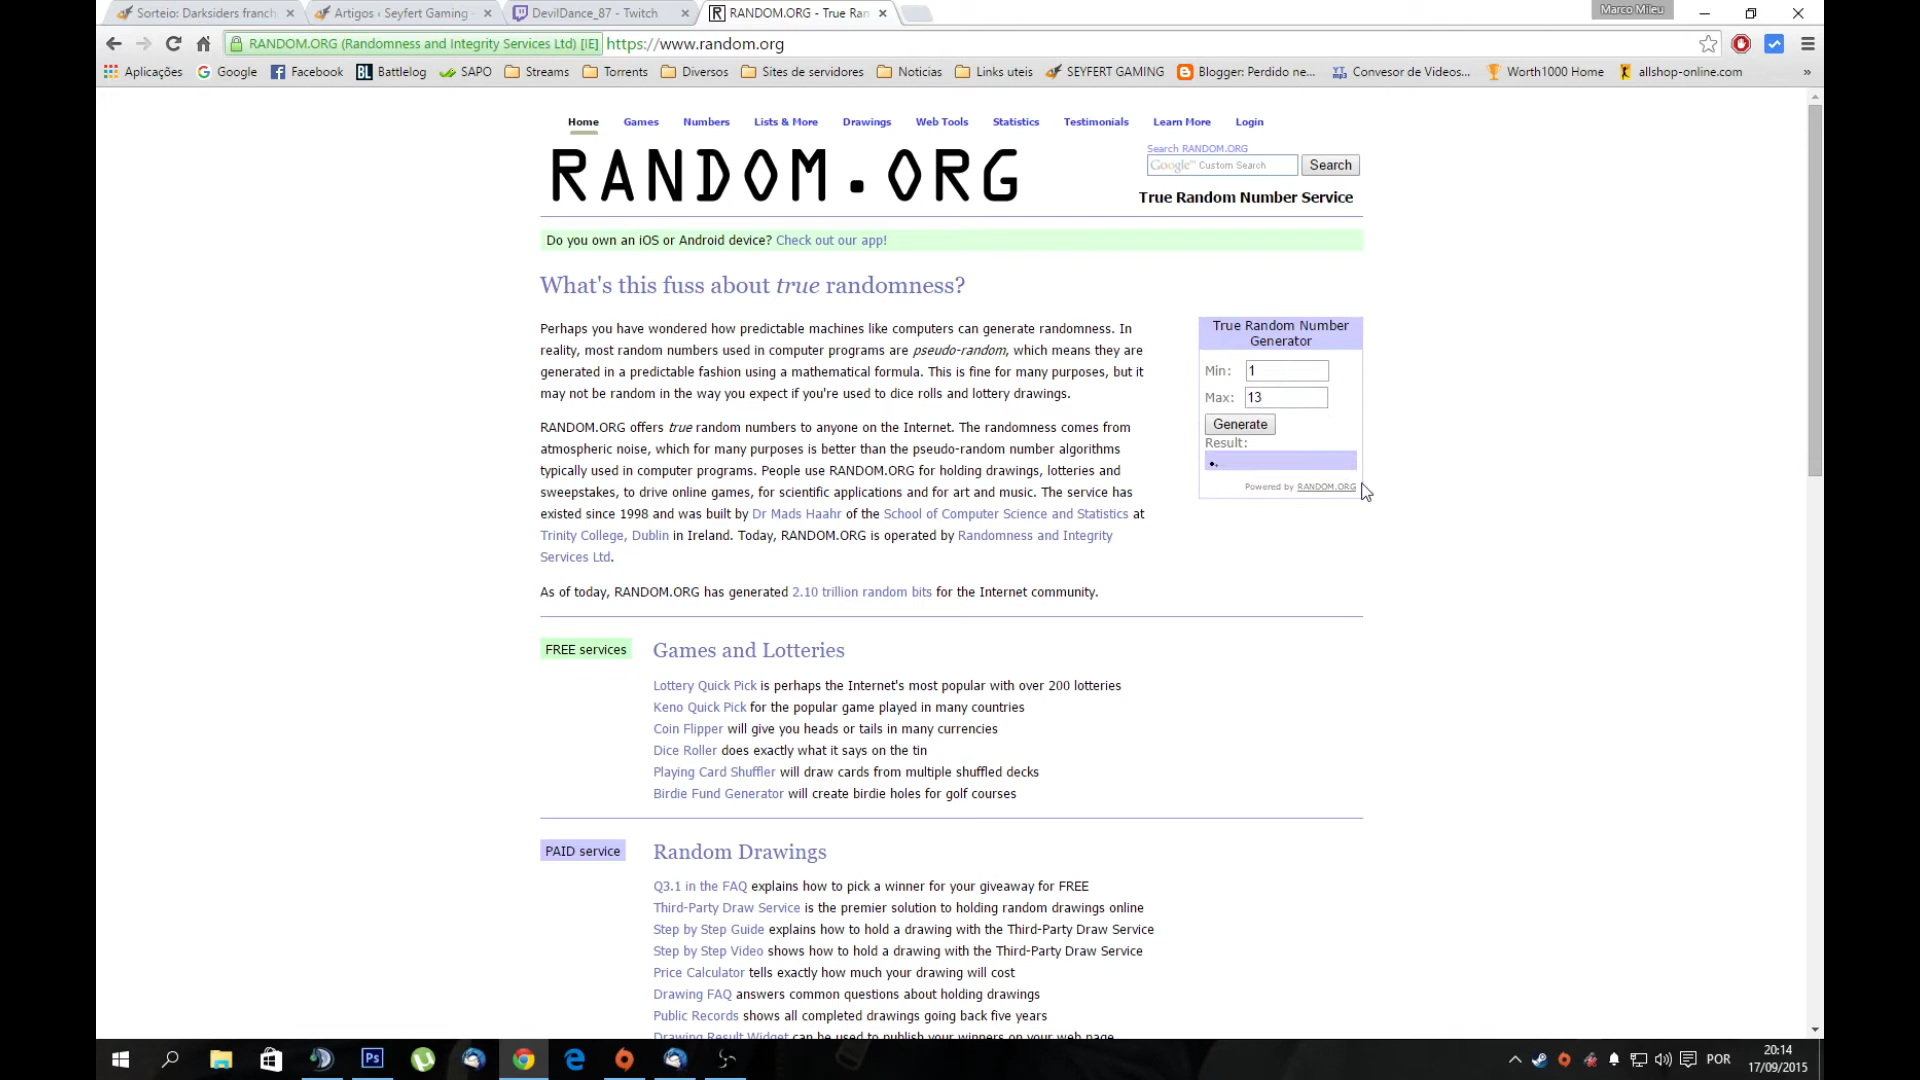 Sorteio: Darksiders franch
Artigos ‹ Seyfert Gaming
DevilDance_87 - Twitch
RANDOM.ORG - True Ran
Marco Mileu
RANDOM.ORG (Randomness and Integrity Services Ltd) [IE]
https://www.random.org
Aplicações
Google
Facebook
BL Battlelog
SAPO
Streams
Torrents
Diversos
Sites de servidores
Noticias
Links uteis
SEYFERT GAMING
Blogger: Perdido ne...
Convesor de Videos...
Worth1000 Home
allshop-online.com
»
Home
Games
Numbers
Lists & More
Drawings
Web Tools
Statistics
Testimonials
Learn More
Login
RANDOM.ORG
Search RANDOM.ORG
Google™ Custom Search
Search
True Random Number Service
Do you own an iOS or Android device? Check out our app!
What's this fuss about true randomness?
Perhaps you have wondered how predictable machines like computers can generate randomness. In
reality, most random numbers used in computer programs are pseudo-random, which means they are
generated in a predictable fashion using a mathematical formula. This is fine for many purposes, but it
may not be random in the way you expect if you're used to dice rolls and lottery drawings.
RANDOM.ORG offers true random numbers to anyone on the Internet. The randomness comes from
atmospheric noise, which for many purposes is better than the pseudo-random number algorithms
typically used in computer programs. People use RANDOM.ORG for holding drawings, lotteries and
sweepstakes, to drive online games, for scientific applications and for art and music. The service has
existed since 1998 and was built by Dr Mads Haahr of the School of Computer Science and Statistics at
Trinity College, Dublin in Ireland. Today, RANDOM.ORG is operated by Randomness and Integrity
Services Ltd.
As of today, RANDOM.ORG has generated 2.10 trillion random bits for the Internet community.
True Random Number
Generator
Min: 1
Max: 13
Generate
Result:
Powered by RANDOM.ORG
FREE services
Games and Lotteries
Lottery Quick Pick is perhaps the Internet's most popular with over 200 lotteries
Keno Quick Pick for the popular game played in many countries
Coin Flipper will give you heads or tails in many currencies
Dice Roller does exactly what it says on the tin
Playing Card Shuffler will draw cards from multiple shuffled decks
Birdie Fund Generator will create birdie holes for golf courses
PAID service
Random Drawings
Q3.1 in the FAQ explains how to pick a winner for your giveaway for FREE
Third-Party Draw Service is the premier solution to holding random drawings online
Step by Step Guide explains how to hold a drawing with the Third-Party Draw Service
Step by Step Video shows how to hold a drawing with the Third-Party Draw Service
Price Calculator tells exactly how much your drawing will cost
Drawing FAQ answers common questions about holding drawings
Public Records shows all completed drawings going back five years
Drawing Result Widget can be used to publish your winners on your web page
Ps
POR
20:14
17/09/2015